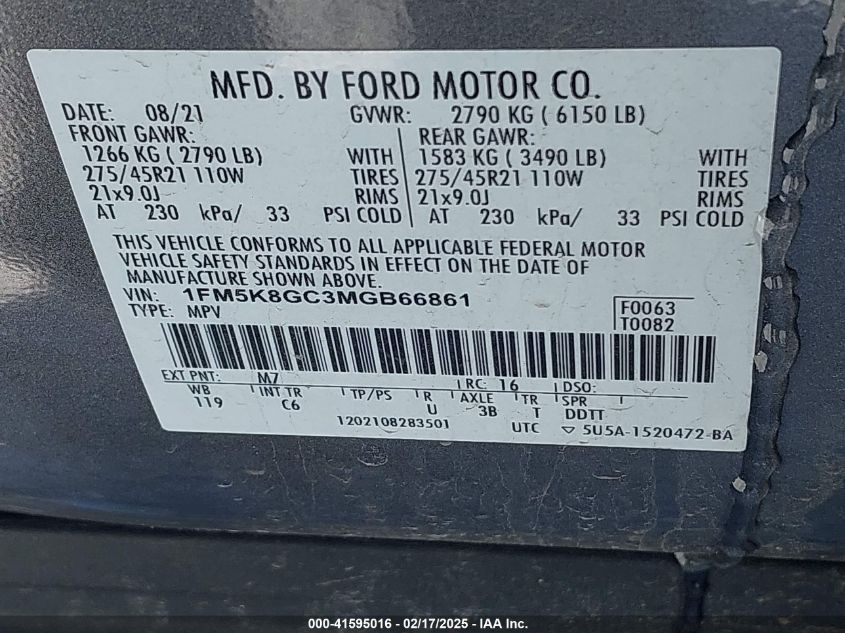 MFD. BY FORD MOTOR CO.
DATE: 08/21 GVWR: 2790 KG ( 6150 LB)
FRONT GAWR: REAR GAWR:
1266 KG ( 2790 LB) WITH 1583 KG ( 3490 LB) WITH
275/45R21 110W TIRES 275/45R21 110W TIRES
21x9.0J RIMS 21x9.0J RIMS
AT 230 kPa/ 33 PSI COLD AT 230 kPa/ 33 PSI COLD
THIS VEHICLE CONFORMS TO ALL APPLICABLE FEDERAL MOTOR
VEHICLE SAFETY STANDARDS IN EFFECT ON THE DATE OF
MANUFACTURE SHOWN ABOVE.
VIN: 1FM5K8GC3MGB66861
TYPE: MPV
F0063
T0082
EXT PNT: M7 RC: 16 DSO:
WB INT TR TP/PS R AXLE TR SPR
119 C6 U 3B T DDTT
1202108283501 UTC ▽ 5U5A-1520472-BA
000-41595016 - 02/17/2025 - IAA Inc.